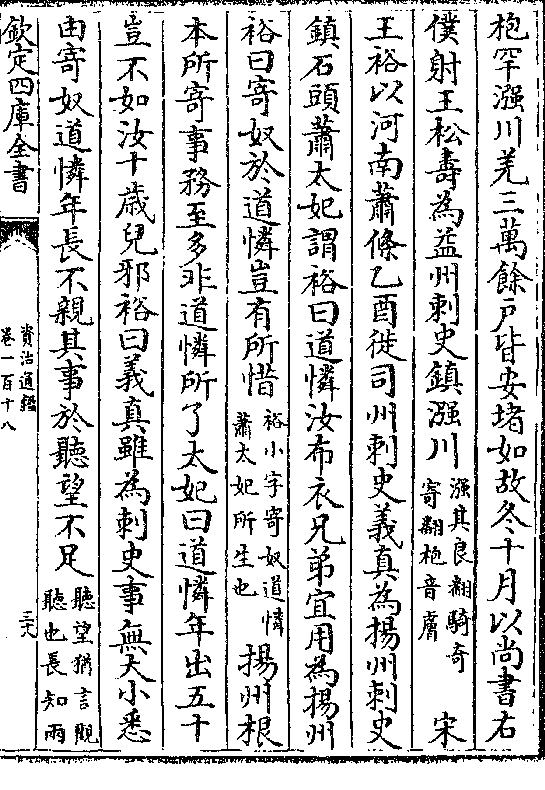 枹罕漒川羌三萬餘戶皆安堵如故冬十月以尚書右
僕射王松壽為益州刺史鎮漒川
漒其良翻騎奇
寄翻枹音膚
宋
王裕以河南蕭條乙酉徙司州刺史義真為揚州刺史
鎮石頭蕭太妃謂裕曰道憐汝布衣兄弟宜用為揚州
裕曰寄奴於道憐豈有所惜
裕小字寄奴道憐
蕭太妃所生也
揚州根
本所寄事務至多非道憐所了太妃曰道憐年出五十
豈不如汝十歲兒邪裕曰義真雖為刺史事無大小悉
由寄奴道憐年長不親其事於聽望不足
聽望猶言觀
聽也長知兩
欽定四庫全書
資治通鑑
卷一百十八
三六